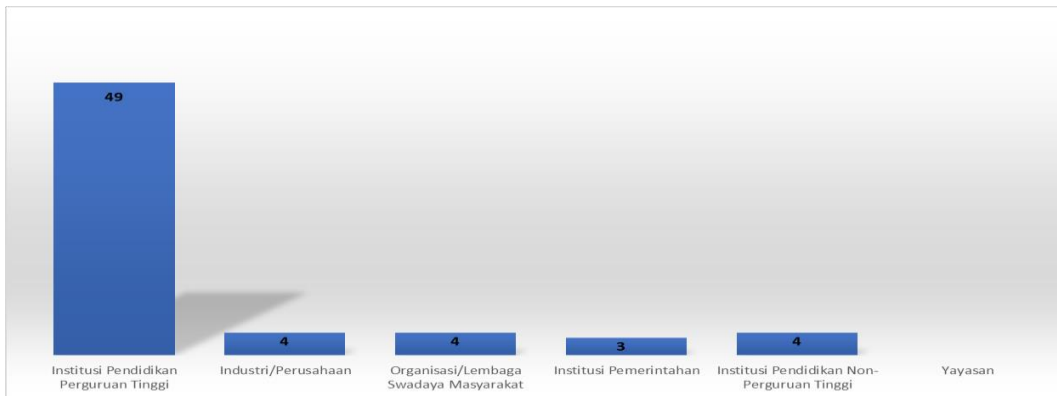 49
4
4
3
4
Institusi Pendidikan
Perguruan Tinggi
Industri/Perusahaan
Organisasi/Lembaga
Swadaya Masyarakat
Institusi Pemerintahan
Institusi Pendidikan Non-
Perguruan Tinggi
Yayasan